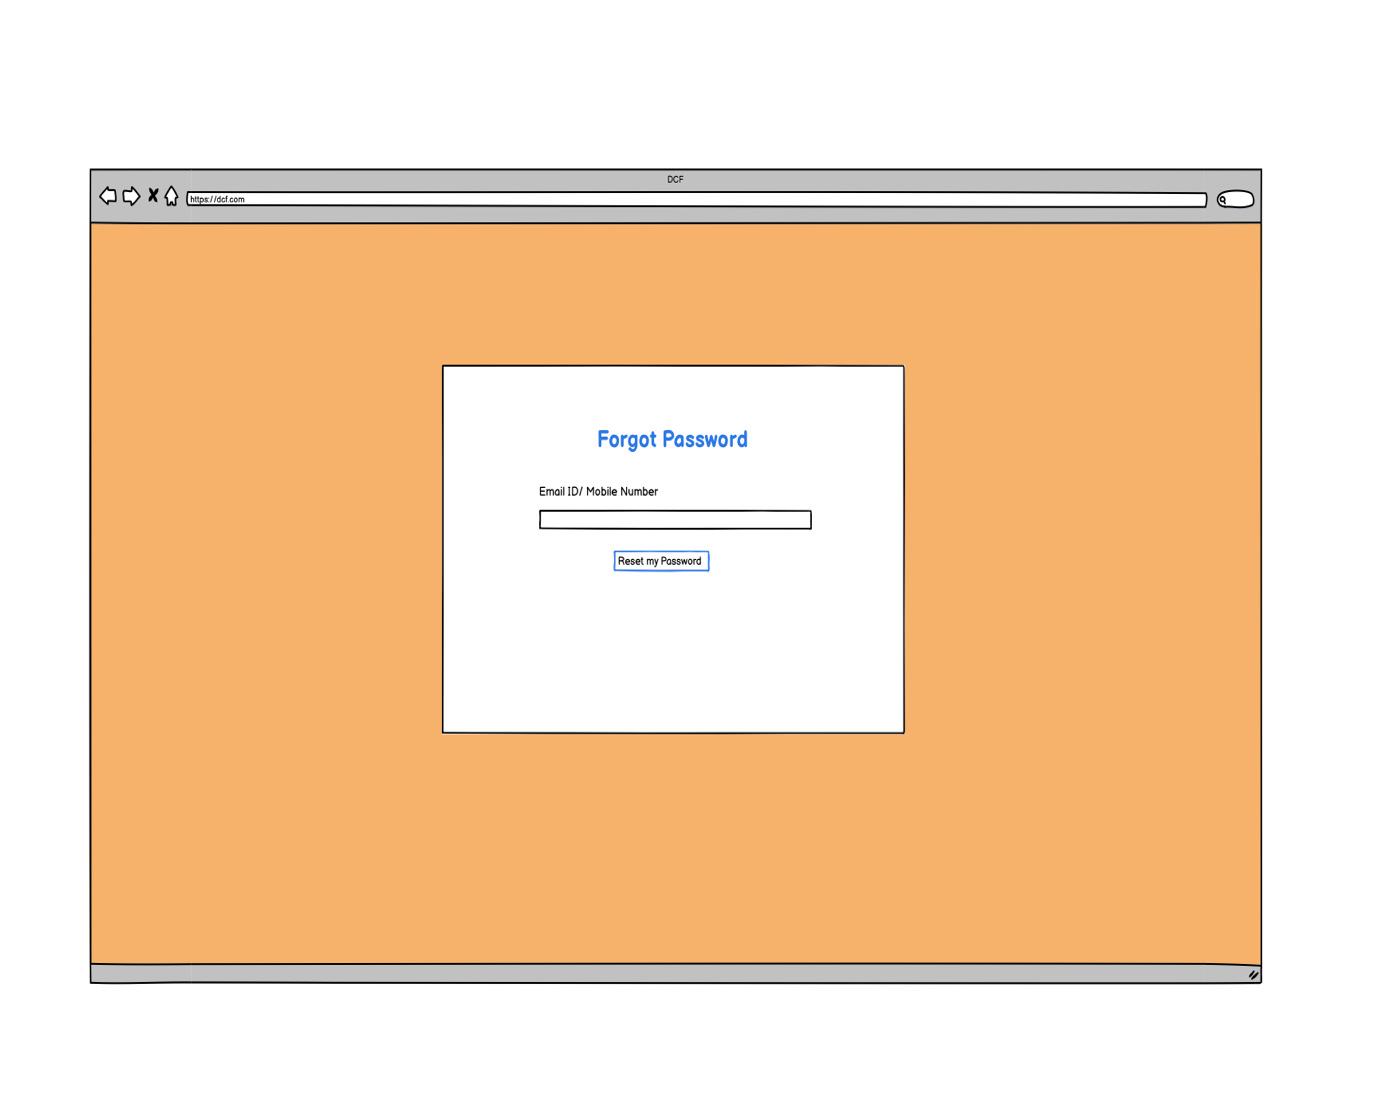 DCF
https://dcf.com
Forgot Password
Email ID/ Mobile Number
Reset my Password